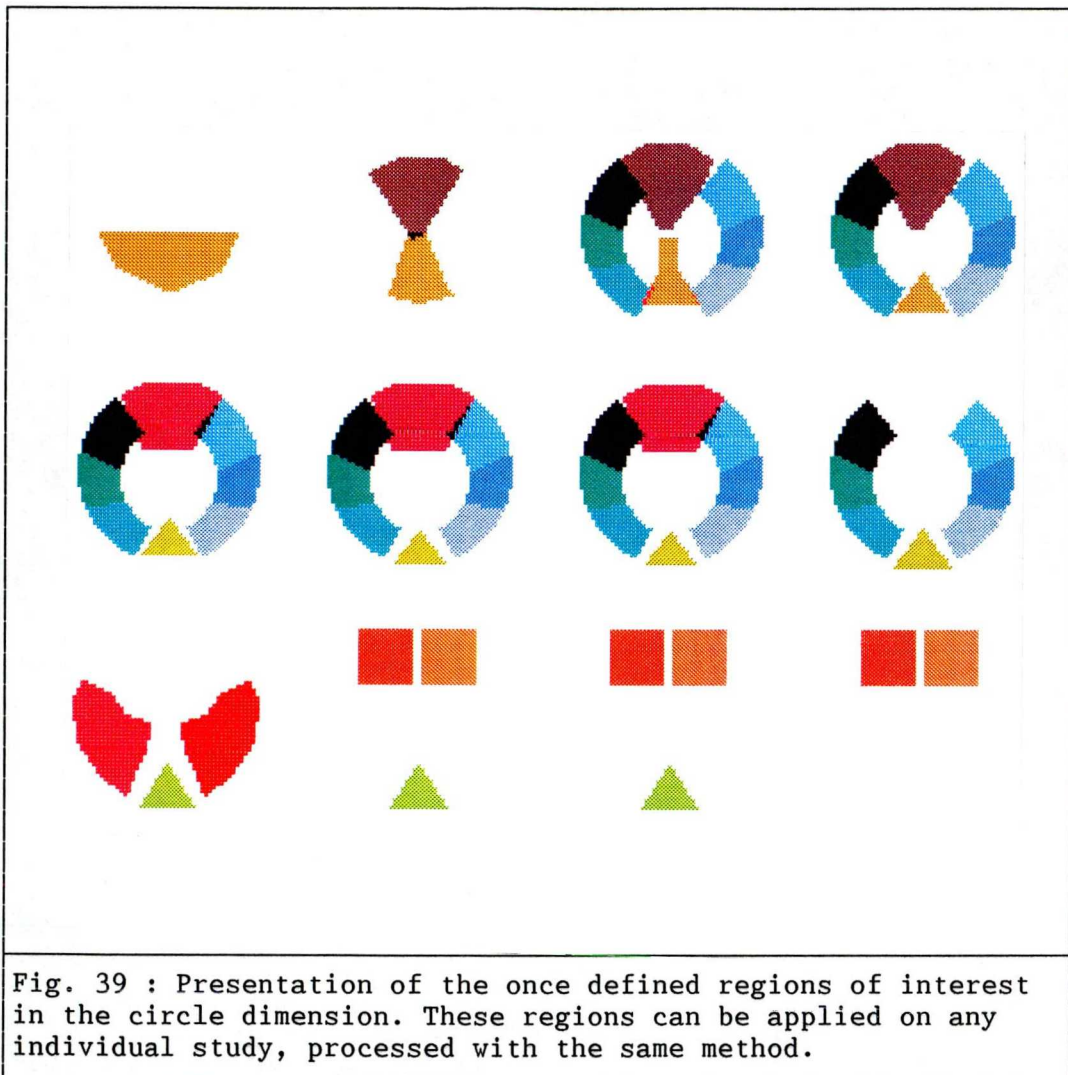 Fig. 39 : Presentation of the once defined regions of interest
in the circle dimension. These regions can be applied on any
individual study, processed with the same method.